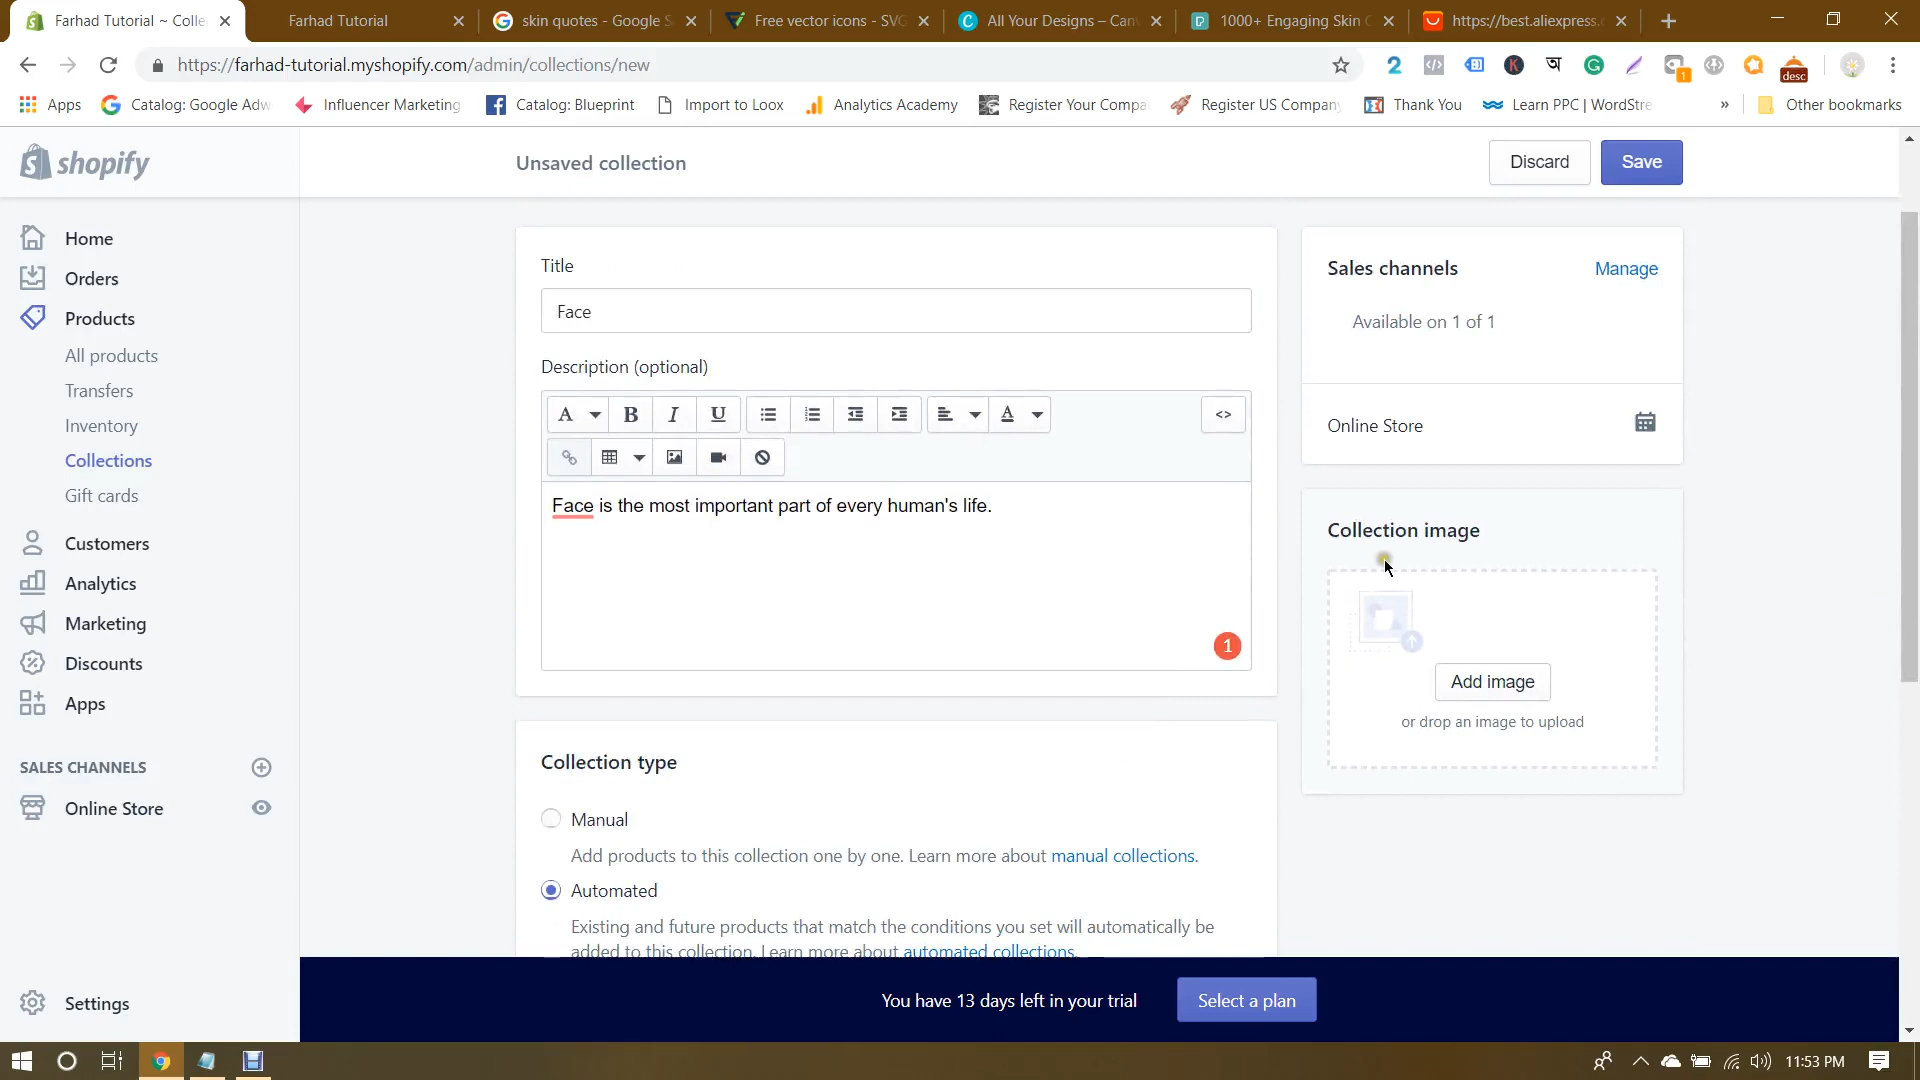 Farhad Tutorial ~ Colle
Farhad Tutorial
skin quotes - Google S
Free vector icons - SVG
All Your Designs – Can
1000+ Engaging Skin C
https://best.aliexpress.c
https://farhad-tutorial.myshopify.com/admin/collections/new
desc
Apps
Catalog: Google Adw
Influencer Marketing
Catalog: Blueprint
Import to Loox
Analytics Academy
Register Your Compa
Register US Company
Thank You
Learn PPC | WordStre
»
Other bookmarks
shopify
Unsaved collection
Discard
Save
Home
Orders
Products
All products
Transfers
Inventory
Collections
Gift cards
Customers
Analytics
Marketing
Discounts
Apps
SALES CHANNELS
Online Store
Settings
Title
Face
Description (optional)
A B I U A <>
Face is the most important part of every human's life.
1
Collection type
Manual
Add products to this collection one by one. Learn more about manual collections.
Automated
Existing and future products that match the conditions you set will automatically be
added to this collection. Learn more about automated collections.
Sales channels
Manage
Available on 1 of 1
Online Store
Collection image
Add image
or drop an image to upload
You have 13 days left in your trial
Select a plan
11:53 PM